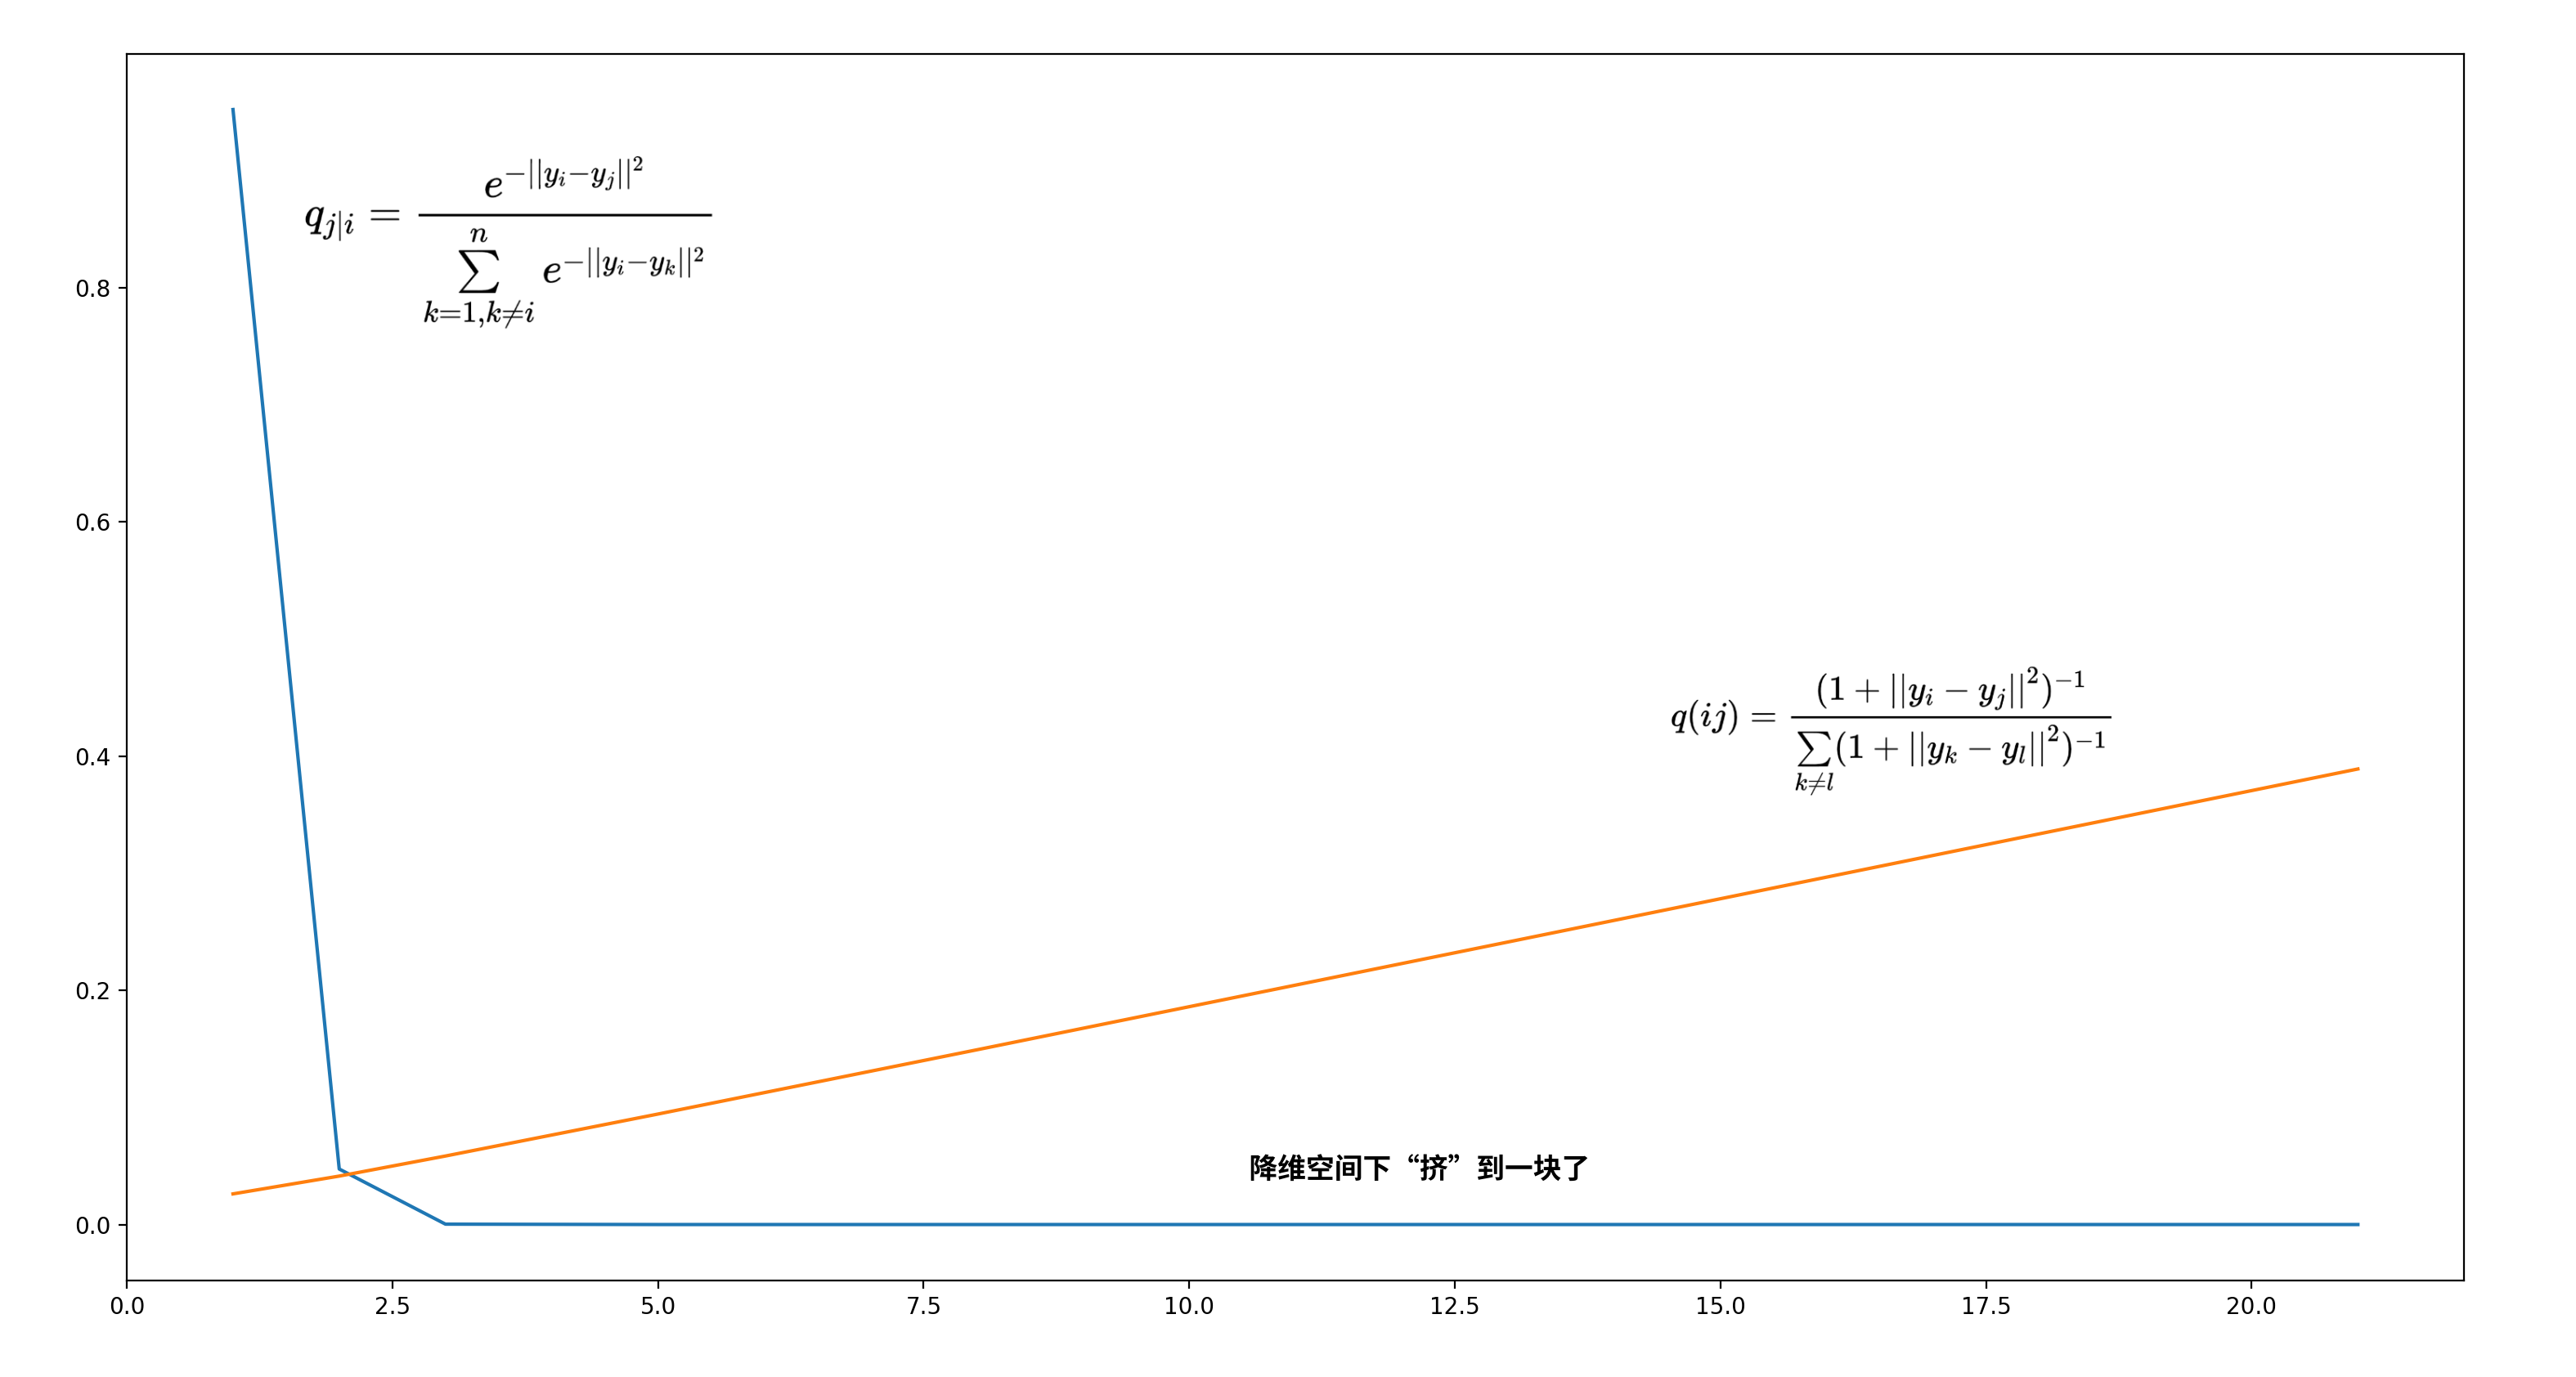 q_{j|i} = \frac{e^{-||y_i-y_j||^2}}{\sum_{k=1,k≠i}^{n} e^{-||y_i-y_k||^2}}
0.8
0.6
q(ij) = \frac{(1+||y_i-y_j||^2)^{-1}}{\sum_{k≠l}(1+||y_k-y_l||^2)^{-1}}
0.4
0.2
降维空间下“挤”到一块了
0.0
0.0 2.5 5.0 7.5 10.0 12.5 15.0 17.5 20.0